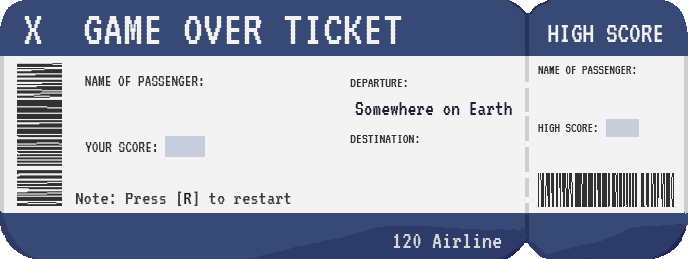 X GAME OVER TICKET
NAME OF PASSENGER:
YOUR SCORE:
Note: Press [R] to restart
DEPARTURE:
Somewhere on Earth
DESTINATION:
120 Airline
HIGH SCORE
NAME OF PASSENGER:
HIGH SCORE: